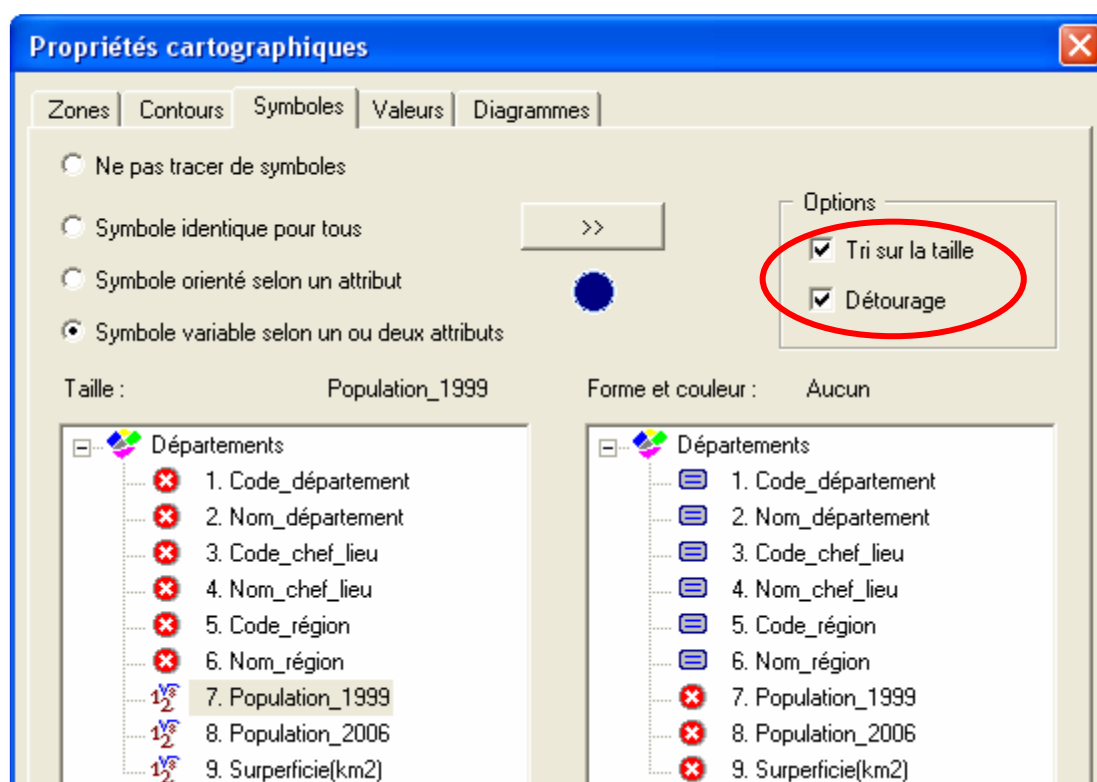 Propriétés cartographiques
Zones
Contours
Symboles
Valeurs
Diagrammes
Ne pas tracer de symboles
Symbole identique pour tous
>>
Symbole orienté selon un attribut
Symbole variable selon un ou deux attributs
Options
Tri sur la taille
Détourage
Taille : Population_1999
Départements
1. Code_département
2. Nom_département
3. Code_chef_lieu
4. Nom_chef_lieu
5. Code_région
6. Nom_région
7. Population_1999
8. Population_2006
9. Surperficie(km2)
Forme et couleur : Aucun
Départements
1. Code_département
2. Nom_département
3. Code_chef_lieu
4. Nom_chef_lieu
5. Code_région
6. Nom_région
7. Population_1999
8. Population_2006
9. Surperficie(km2)